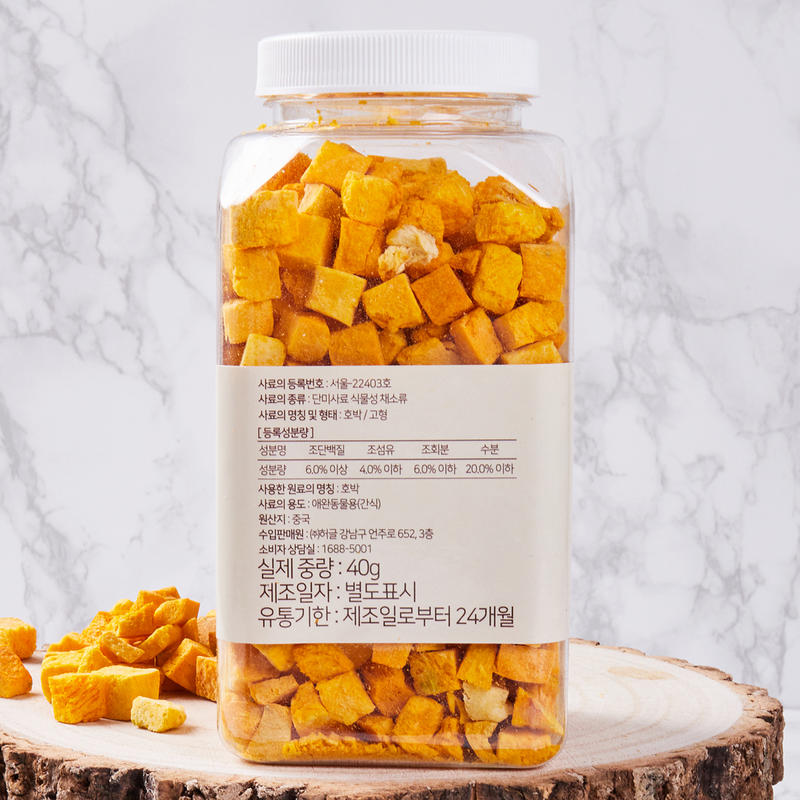 사료의 등록번호 : 서울-22403호
사료의 종류 : 단미사료 식물성 채소류
사료의 명칭 및 형태 : 호박 / 고형
[ 등록성분량 ]
성분명 조단백질 조섬유 조회분 수분
성분량 6.0% 이상 4.0% 이하 6.0% 이하 20.0% 이하
사용한 원료의 명칭 : 호박
사료의 용도 : 애완동물용(간식)
원산지 : 중국
수입판매원 : ㈜허글 강남구 언주로 652, 3층
소비자 상담실 : 1688-5001
실제 중량 : 40g
제조일자 : 별도표시
유통기한 : 제조일로부터 24개월